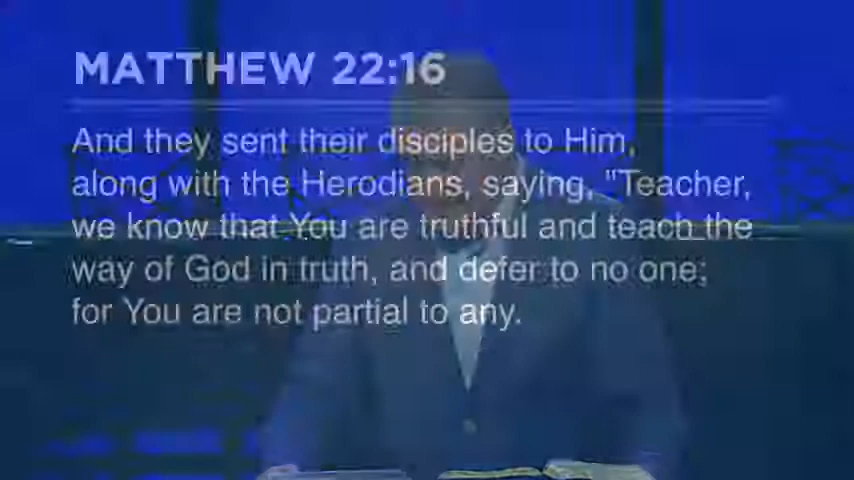 MATTHEW 22:16
And they sent their disciples to Him,
along with the Herodians, saying, "Teacher,
we know that You are truthful and teach the
way of God in truth, and defer to no one;
for You are not partial to any.